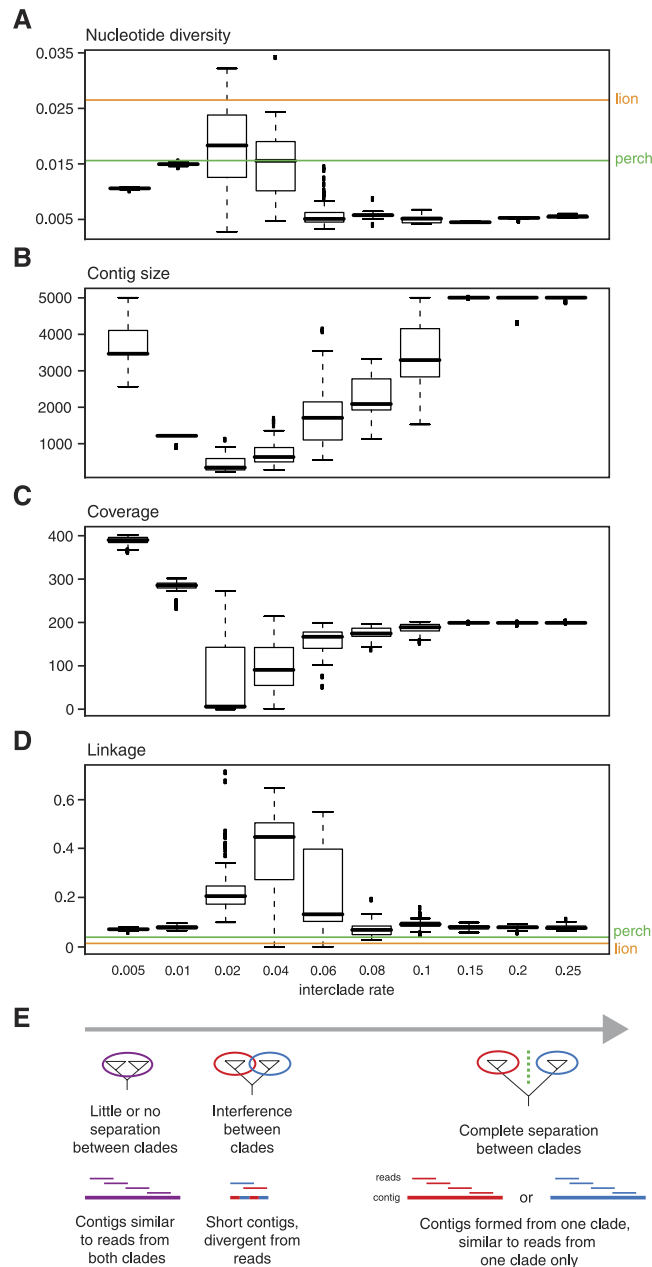 A
Nucleotide diversity
0.035
0.025
0.015
0.005
lion
perch
B
Contig size
5000
4000
3000
2000
1000
C
Coverage
400
300
200
100
0
D
Linkage
0.6
0.4
0.2
0
perch
lion
0.005 0.01 0.02 0.04 0.06 0.08 0.1 0.15 0.2 0.25
interclade rate
E
Little or no
separation
between clades
Interference
between
clades
Complete separation
between clades
reads
contig
or
Contigs similar
to reads from
both clades
Short contigs,
divergent from
reads
Contigs formed from one clade,
similar to reads from
one clade only